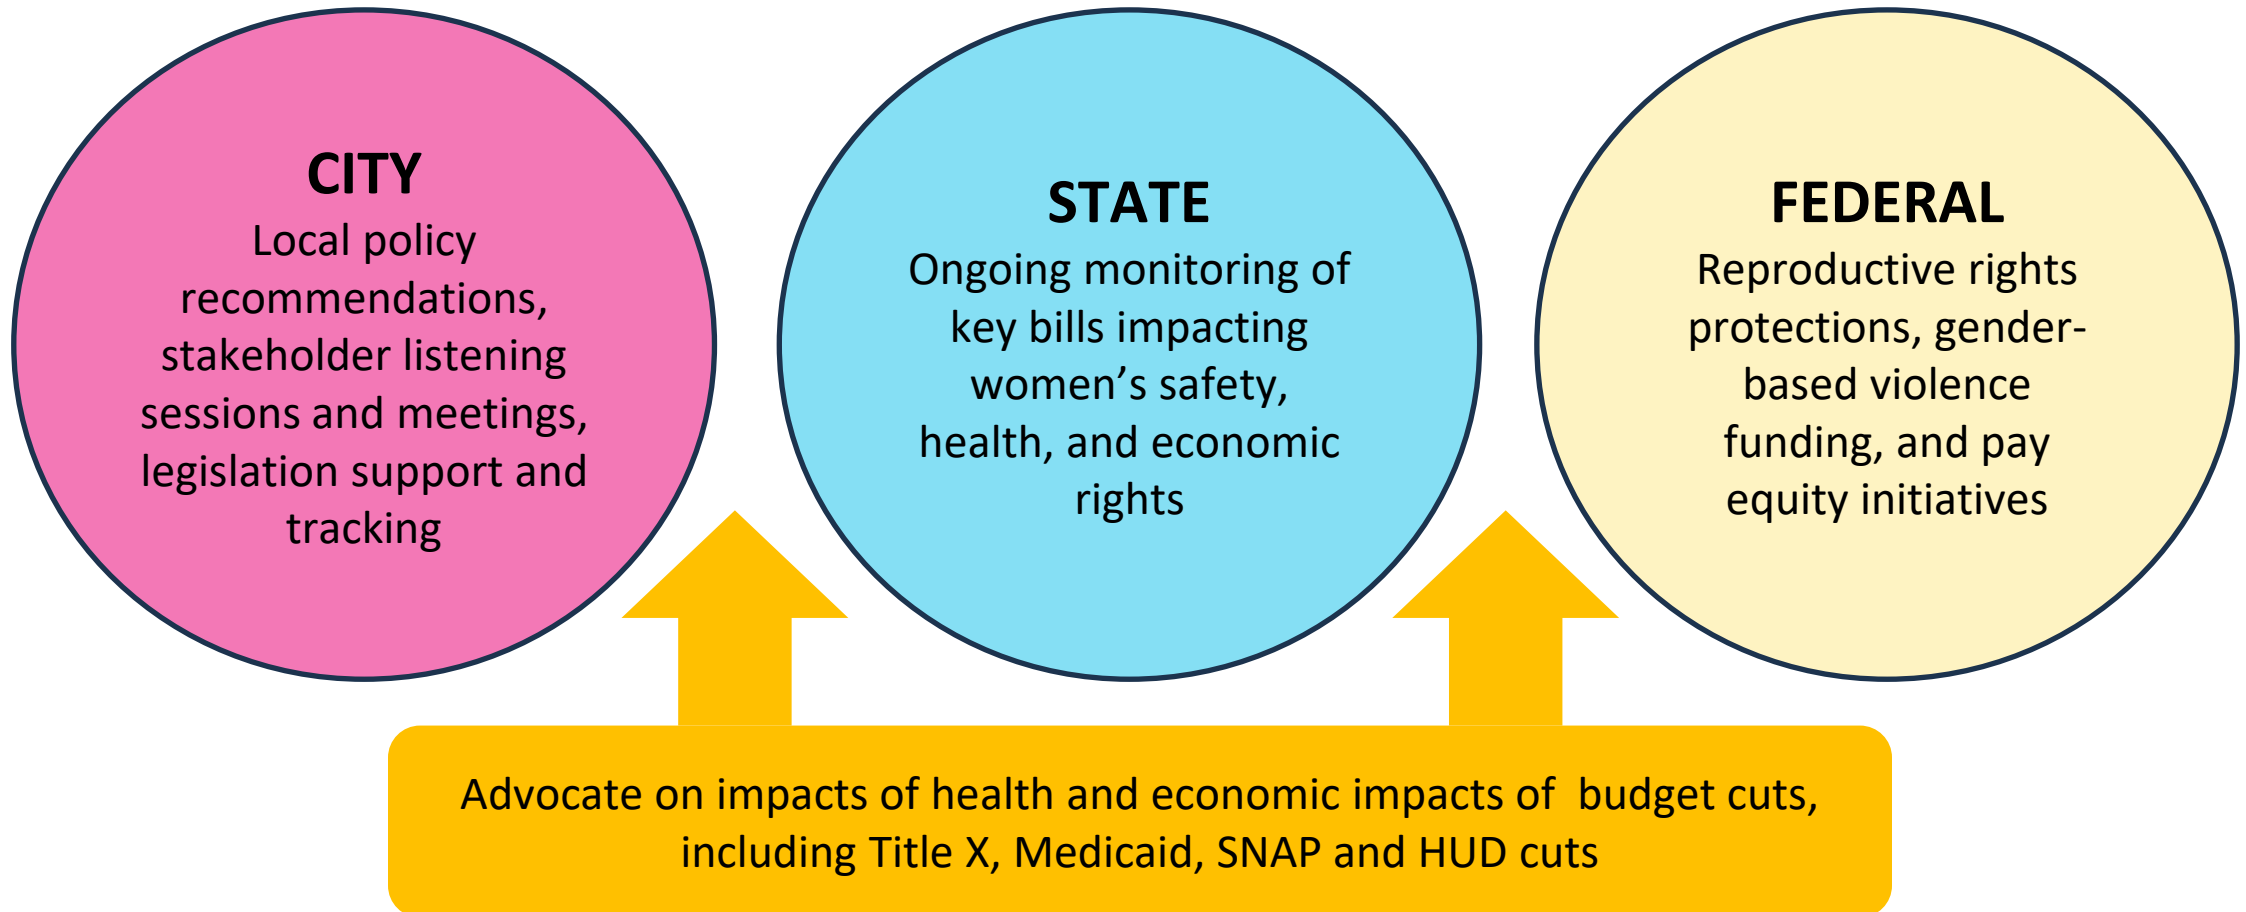 CITY
Local policy
recommendations,
stakeholder listening
sessions and meetings,
legislation support and
tracking
STATE
Ongoing monitoring of
key bills impacting
women’s safety,
health, and economic
rights
FEDERAL
Reproductive rights
protections, gender-
based violence
funding, and pay
equity initiatives
Advocate on impacts of health and economic impacts of  budget cuts,
including Title X, Medicaid, SNAP and HUD cuts